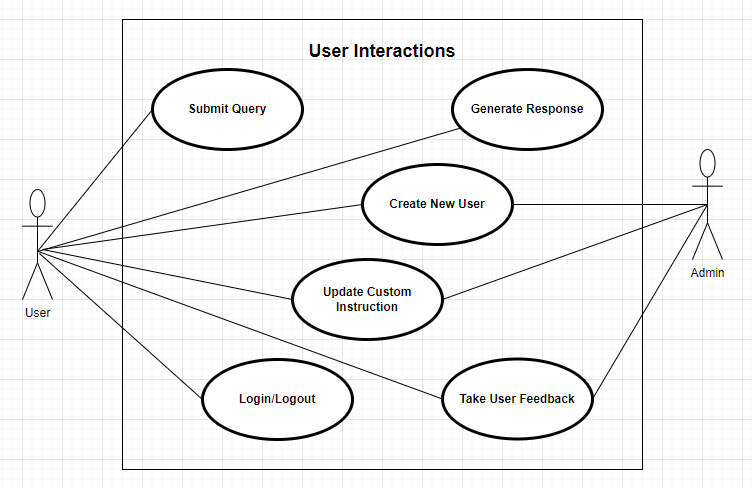 User Interactions
Submit Query
Generate Response
Create New User
Admin
Update Custom
Instruction
User
Login/Logout
Take User Feedback